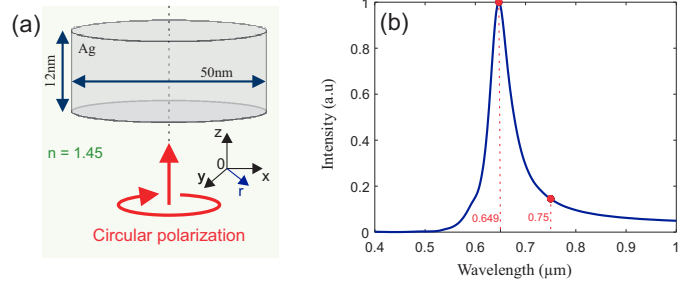 (a)
Ag
12nm
50nm
n = 1.45
z
0
x
y
r
Circular polarization
(b)
Intensity (a.u)
1
0.8
0.6
0.4
0.2
0
0.649
0.75
0.4 0.5 0.6 0.7 0.8 0.9 1
Wavelength (μm)